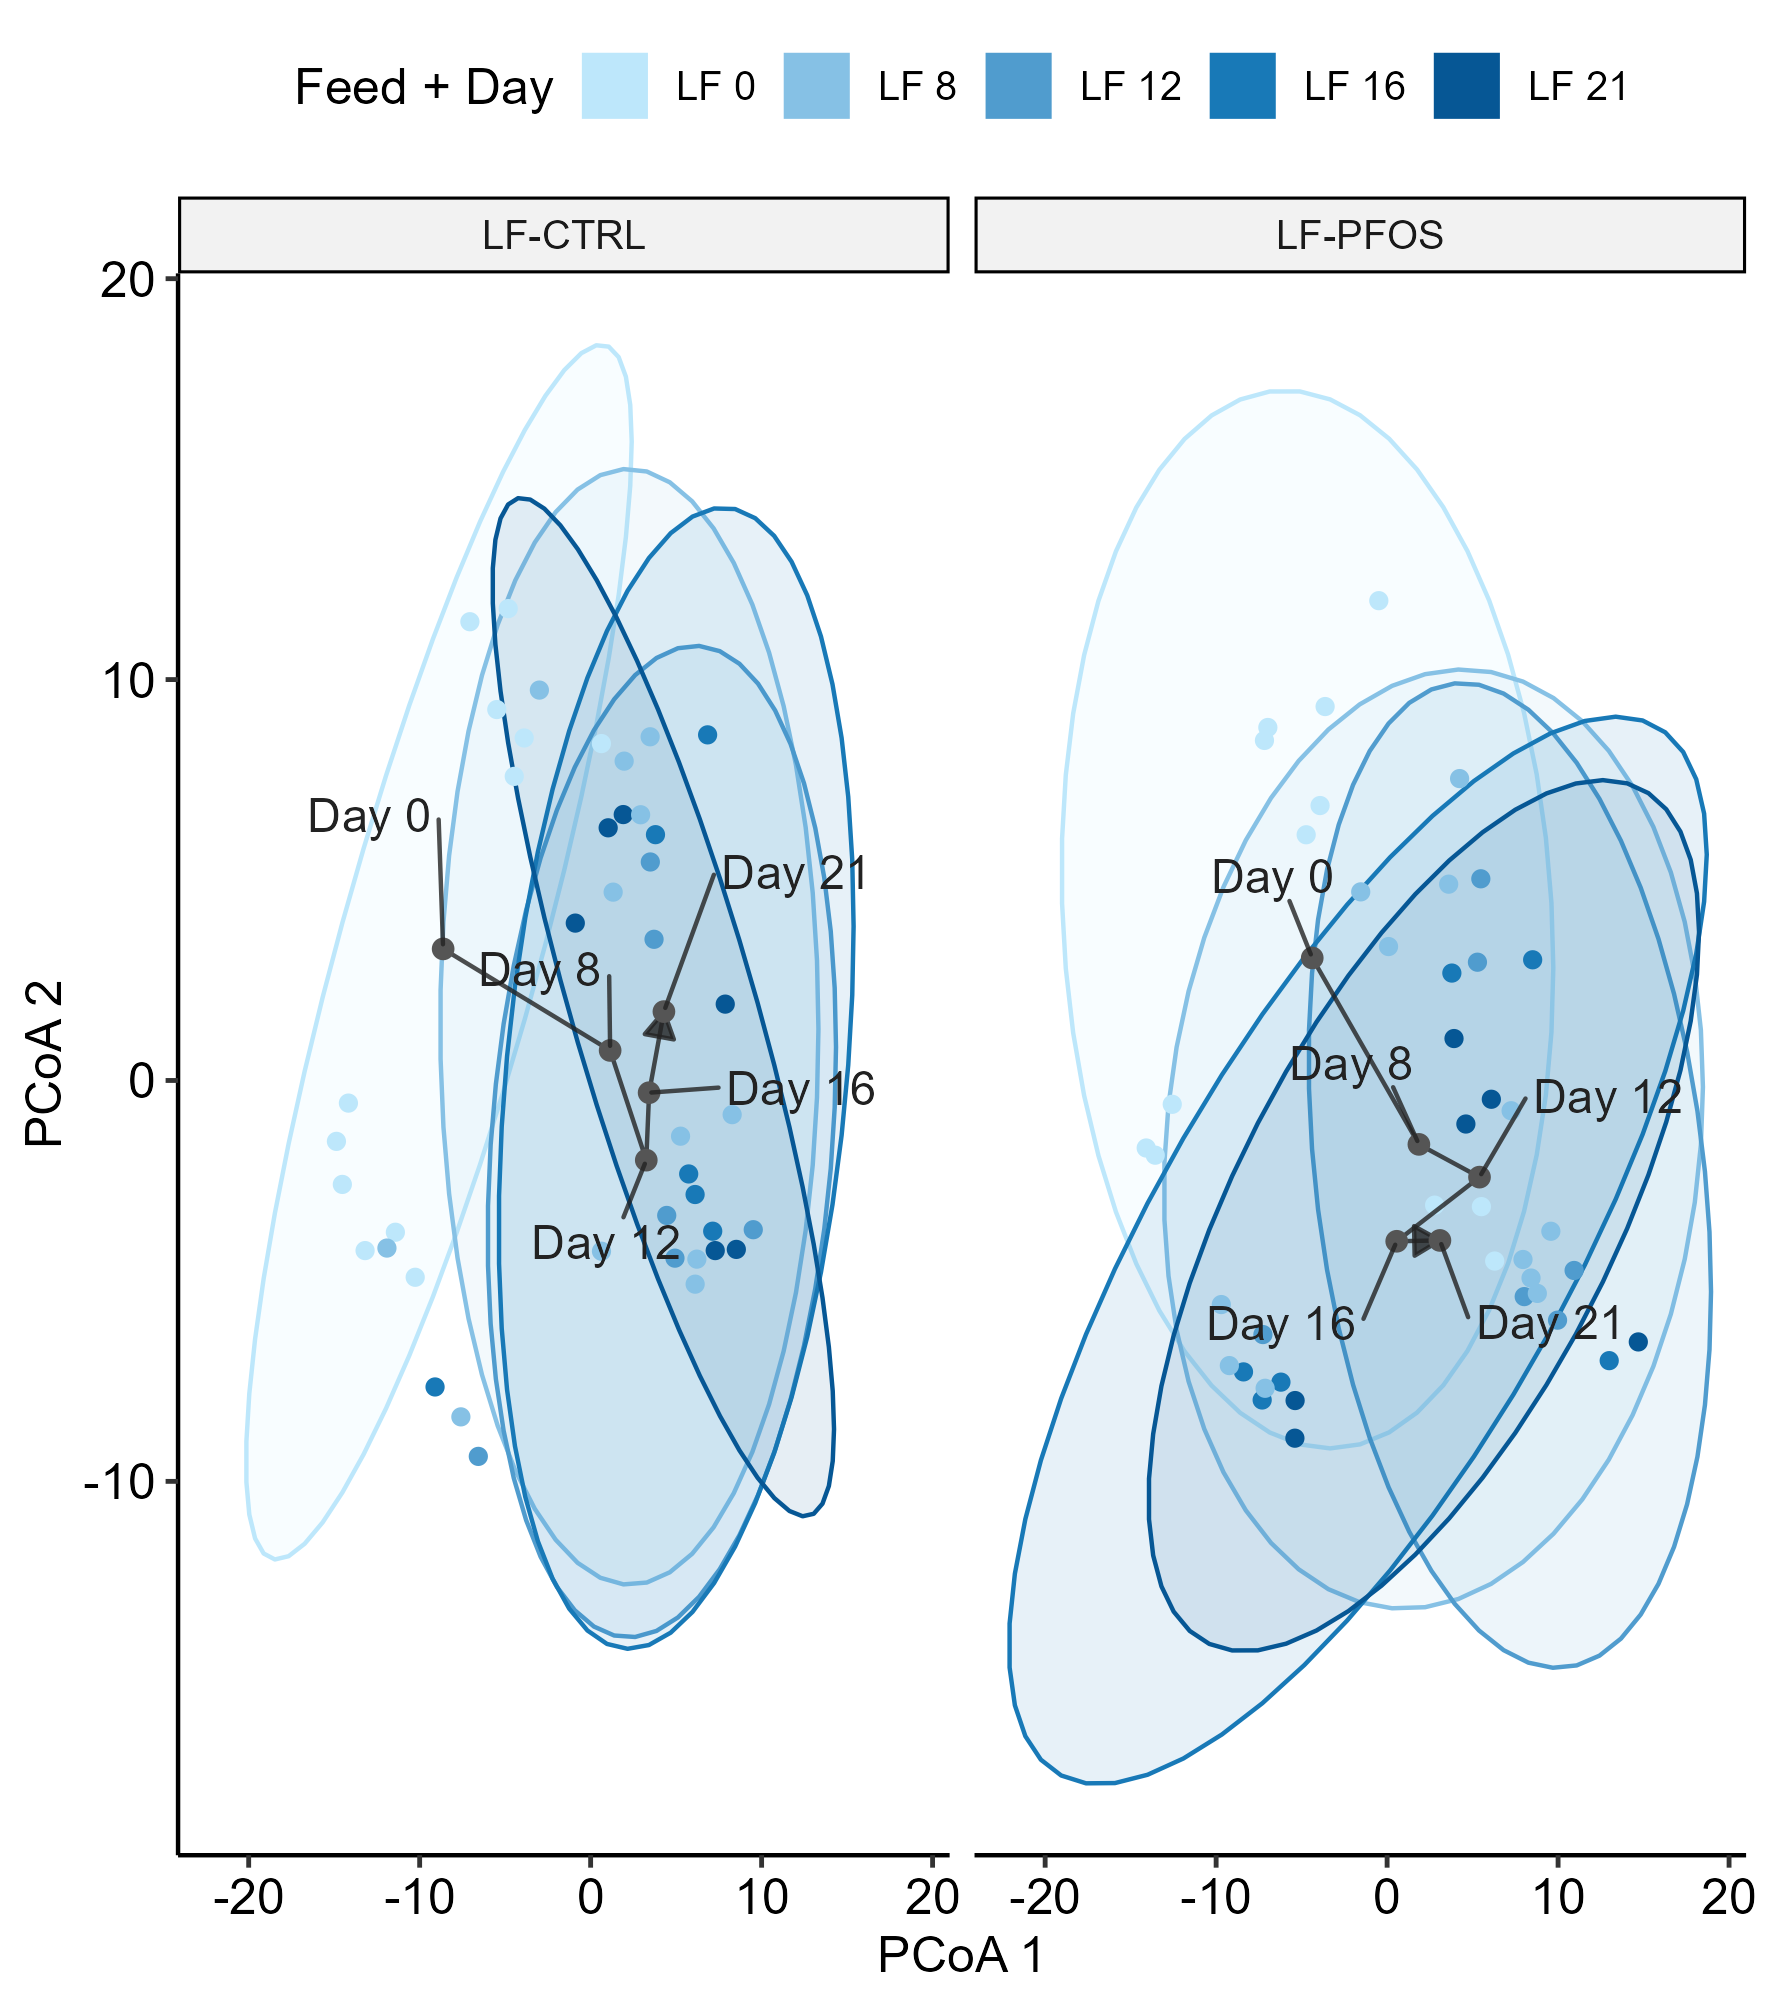 Feed + Day LF 0 LF 8 LF 12 LF 16 LF 21
LF-CTRL LF-PFOS
20
10
0
-10
Day 0
Day 21
Day 8
Day 16
Day 12
Day 0
Day 8
Day 12
Day 16
Day 21
-20 -10 0 10 20 -20 -10 0 10 20
PCoA 1
PCoA 2